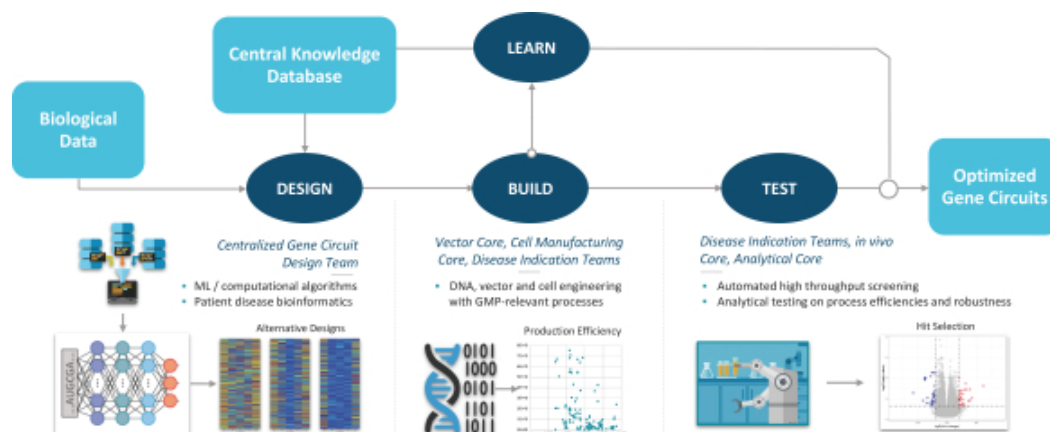 Central Knowledge
Database
LEARN
Biological
Data
DESIGN
BUILD
TEST
Optimized
Gene Circuits
Centralized Gene Circuit
Design Team
• ML / computational algorithms
• Patient disease bioinformatics
Alternative Designs
AUGCGA
Vector Core, Cell Manufacturing
Core, Disease Indication Teams
• DNA, vector and cell engineering
with GMP-relevant processes
Production Efficiency
0101
1000
0101
1101
Disease Indication Teams, in vivo
Core, Analytical Core
• Automated high throughput screening
• Analytical testing on process efficiencies and robustness
Hit Selection